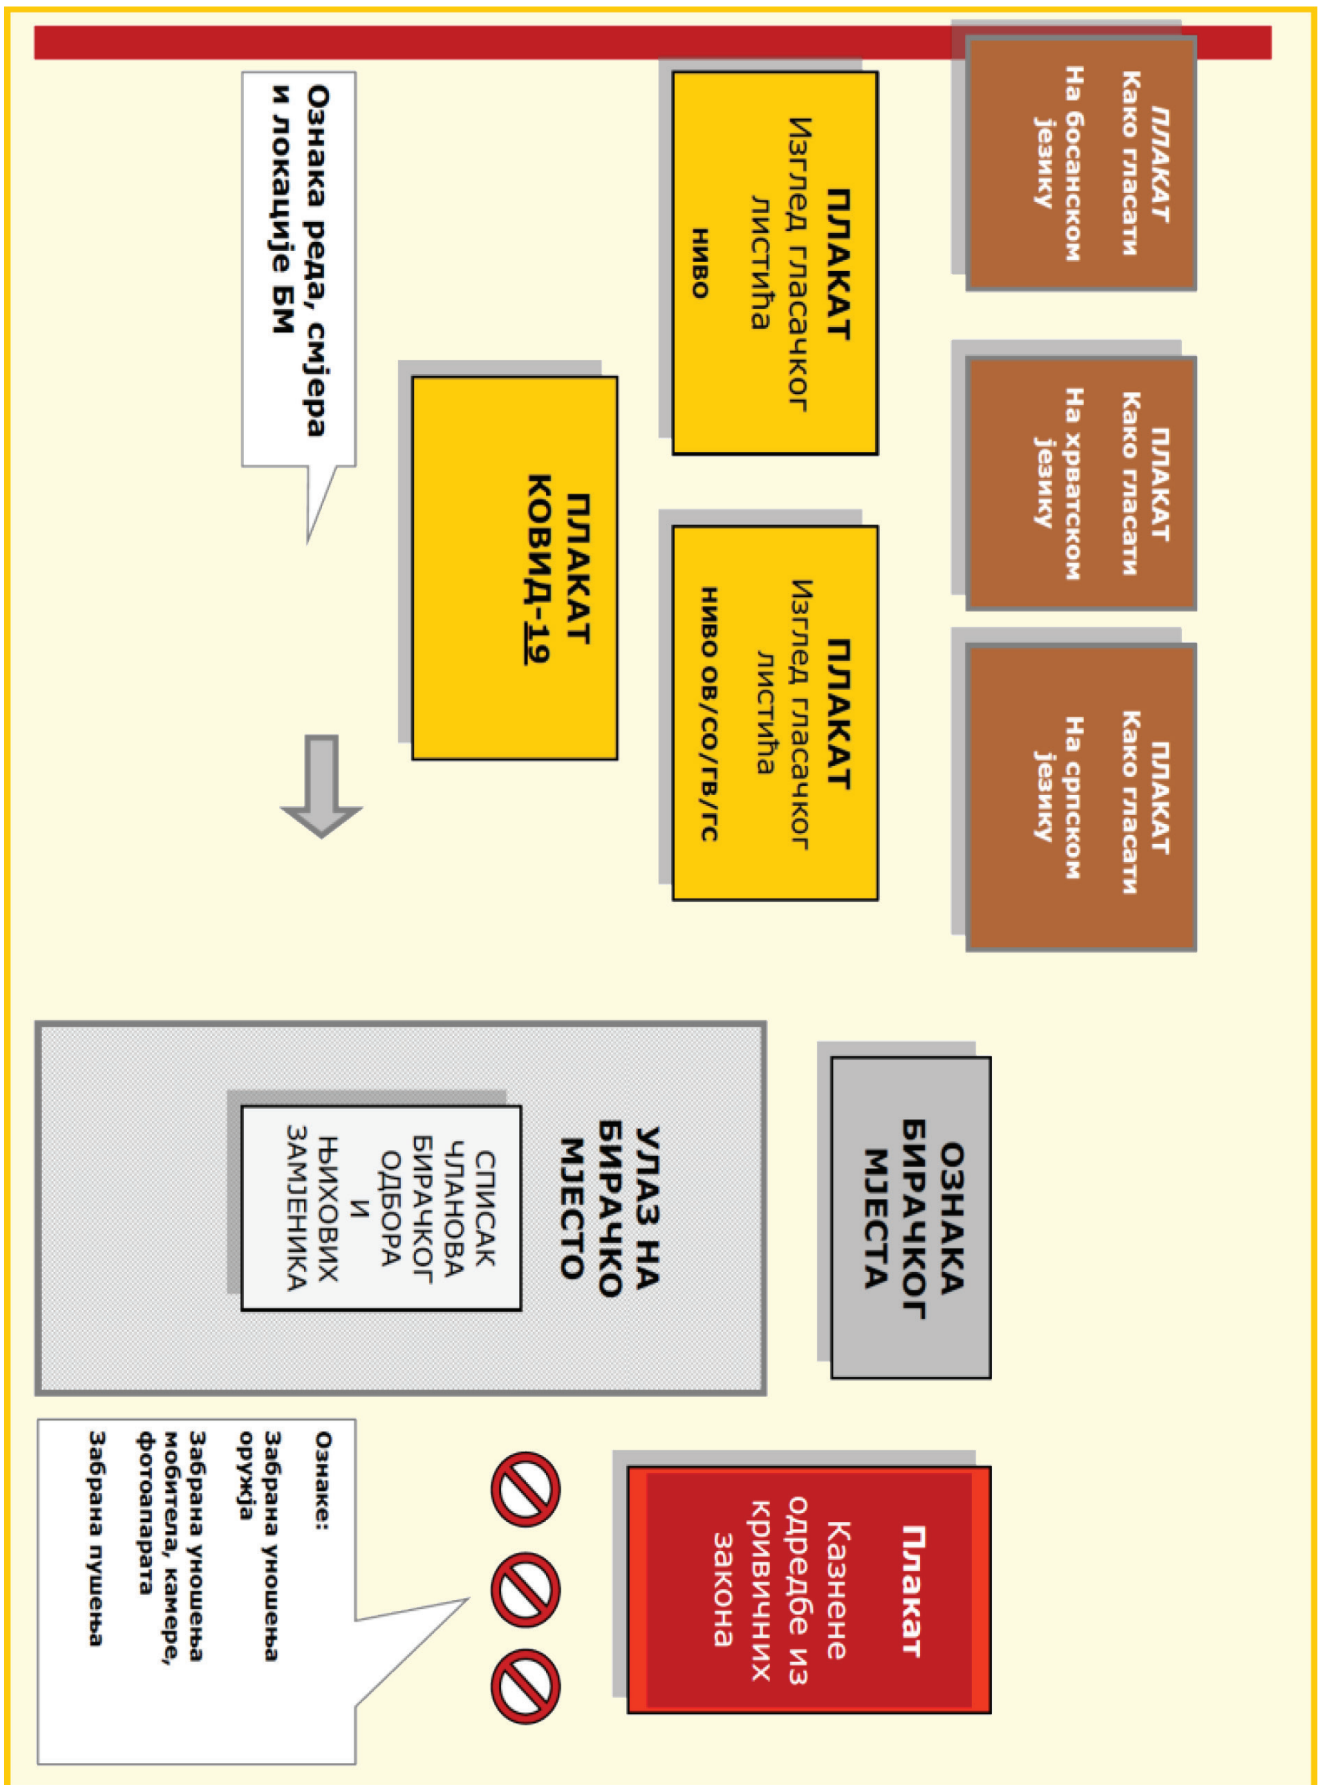 ПЛАКАТ
Како гласати
На босанском
језику
ПЛАКАТ
Како гласати
На хрватском
језику
ПЛАКАТ
Како гласати
На српском
језику
ПЛАКАТ
Изглед гласачког
листића
ниво
ПЛАКАТ
Изглед гласачког
листића
ниво ОВ/СО/ГВ/ГС
ПЛАКАТ
КОВИД-19
Ознака реда, смјера
и локације БМ
ОЗНАКА
БИРАЧКОГ
МЈЕСТА
УЛАЗ НА
БИРАЧКО
МЈЕСТО
СПИСАК
ЧЛАНОВА
БИРАЧКОГ
ОДБОРА
И
ЊИХОВИХ
ЗАМЈЕНИКА
Плакат
Казнене
одредбе из
кривичних
закона
Ознаке:
Забрана уношења
оружја
Забрана уношења
мобитела, камере,
фотоапарата
Забрана пушења